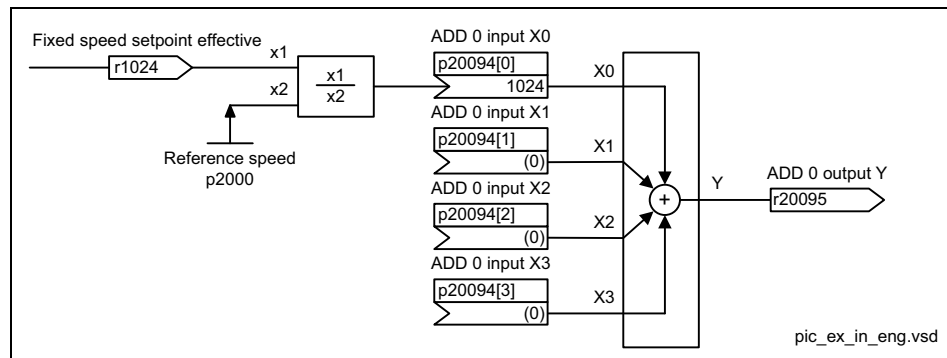 Fixed speed setpoint effective
r1024
x1
x2
x1
x2
Reference speed
p2000
ADD 0 input X0
p20094[0]
1024
X0
ADD 0 input X1
p20094[1]
(0)
X1
ADD 0 input X2
p20094[2]
(0)
X2
ADD 0 input X3
p20094[3]
(0)
X3
+
Y
ADD 0 output Y
r20095
pic_ex_in_eng.vsd